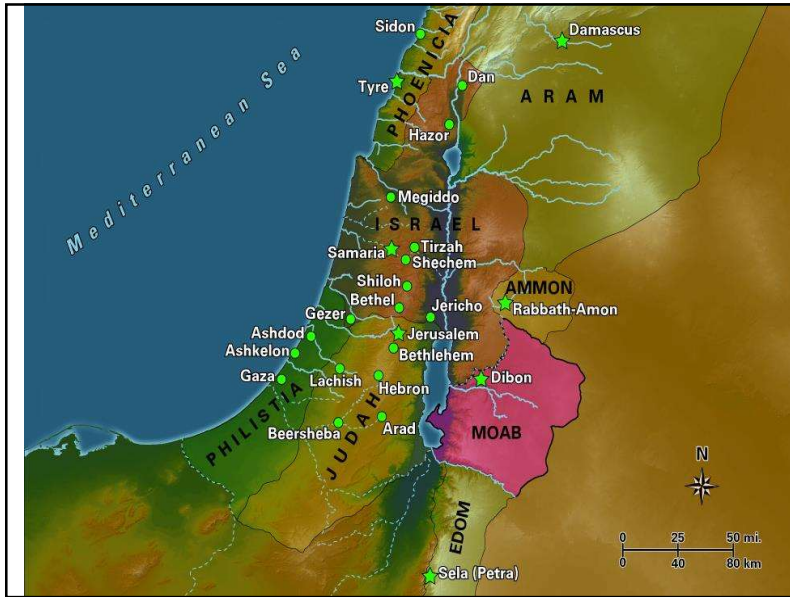 Sidon
Damascus
Tyre
PHOENICIA
Dan
ARAM
Hazor
Mediterranean Sea
Megiddo
ISRAEL
Tirzah
Samaria
Shechem
Shiloh
AMMON
Bethel
Jericho
Rabbath-Amon
Gezer
Ashdod
Jerusalem
Ashkelon
Bethlehem
Gaza
Lachish
Hebron
Dibon
PHILISTIA
JUDAH
Beersheba
Arad
MOAB
N
EDOM
0 25 50 mi.
0 40 80 km
Sela (Petra)